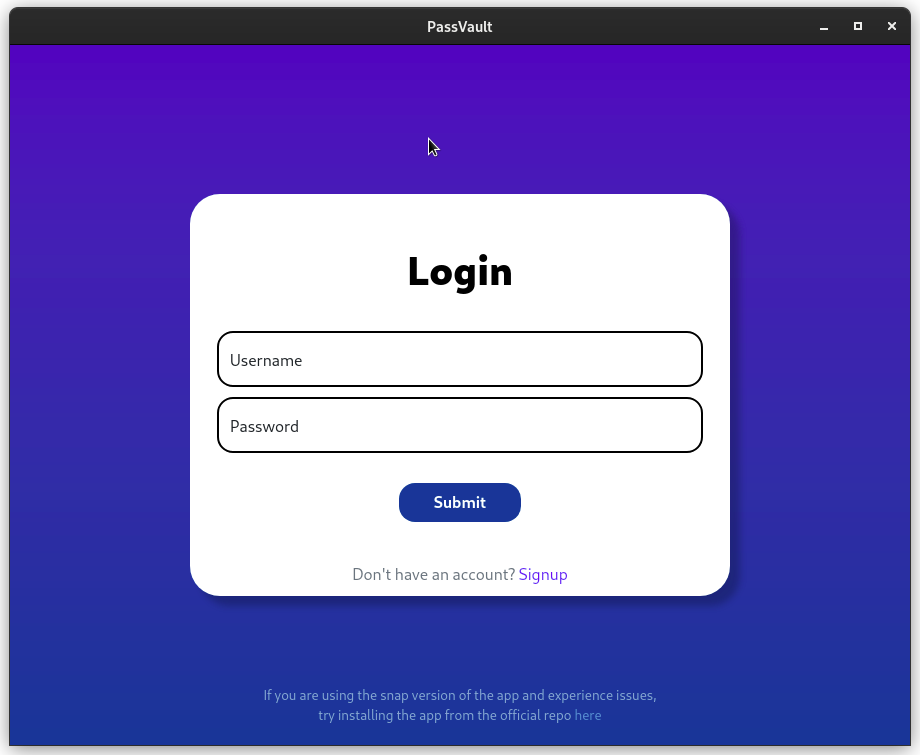 PassVault
Login
Username
Password
Submit
Don't have an account? Signup
If you are using the snap version of the app and experience issues,
try installing the app from the official repo here